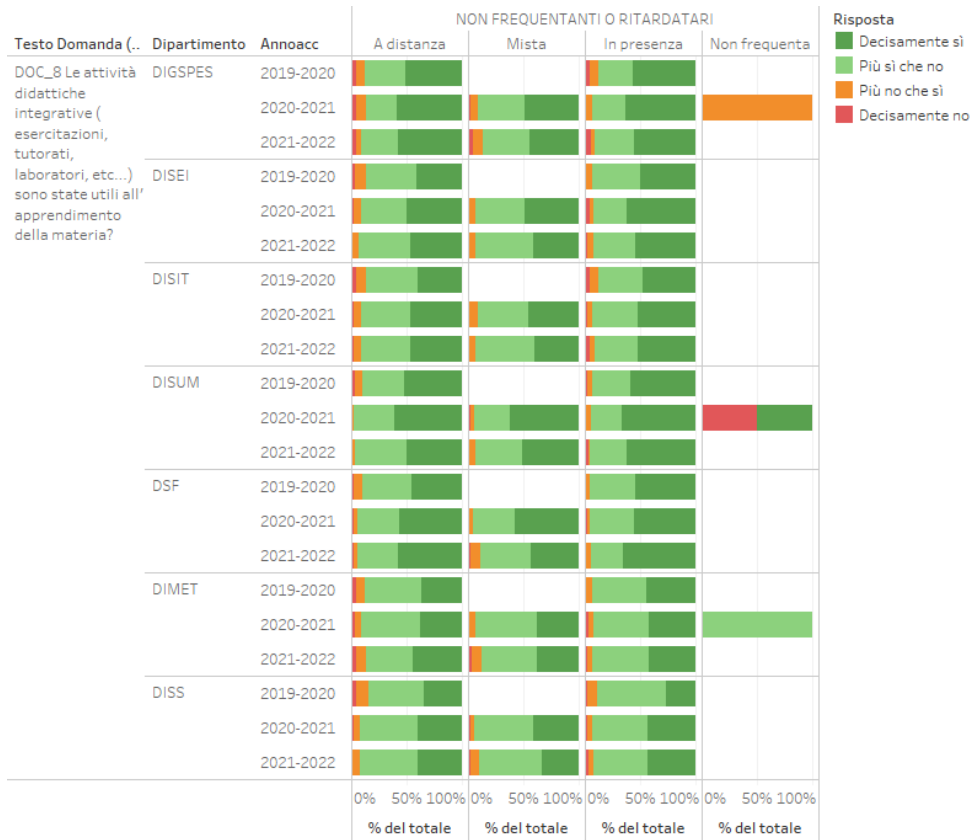 NON FREQUENTANTI O RITARDATARI
Testo Domanda (.. Dipartimento Annoacc A distanza Mista In presenza Non frequenta
DOC_8 Le attività
didattiche
integrative (
esercitazioni,
tutorati,
laboratori, etc...)
sono state utili all'
apprendimento
della materia?
DIGSPES 2019-2020
2020-2021
2021-2022
DISEI 2019-2020
2020-2021
2021-2022
DISIT 2019-2020
2020-2021
2021-2022
DISUM 2019-2020
2020-2021
2021-2022
DSF 2019-2020
2020-2021
2021-2022
DIMET 2019-2020
2020-2021
2021-2022
DISS 2019-2020
2020-2021
2021-2022
0% 50% 100% 0% 50% 100% 0% 50% 100% 0% 50% 100%
% del totale % del totale % del totale % del totale
Risposta
Decisamente sì
Più sì che no
Più no che sì
Decisamente no